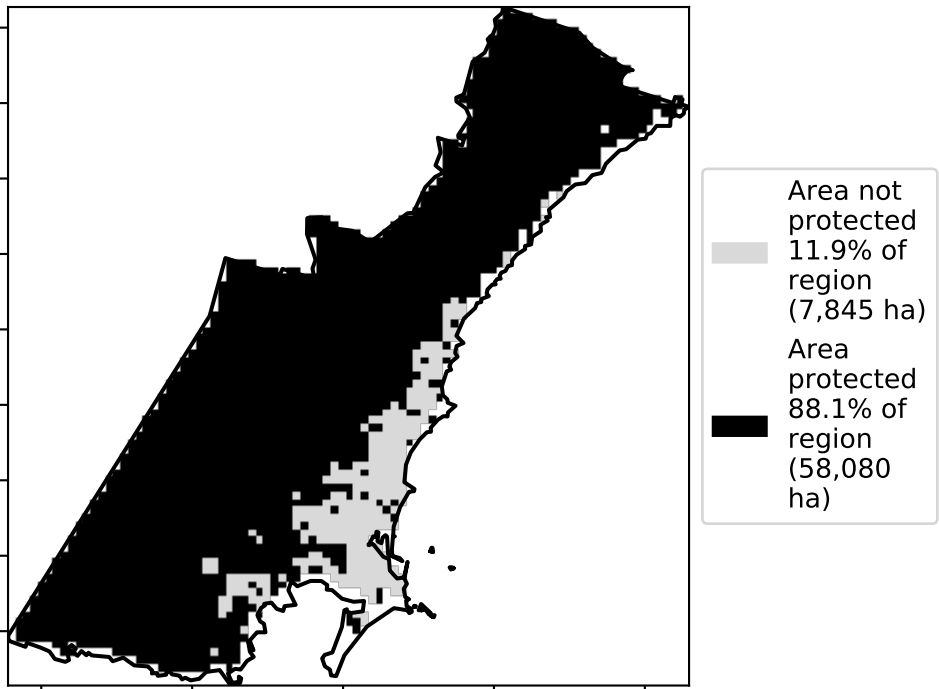 Area not
protected
11.9% of
region
(7,845 ha)
Area
protected
88.1% of
region
(58,080
ha)